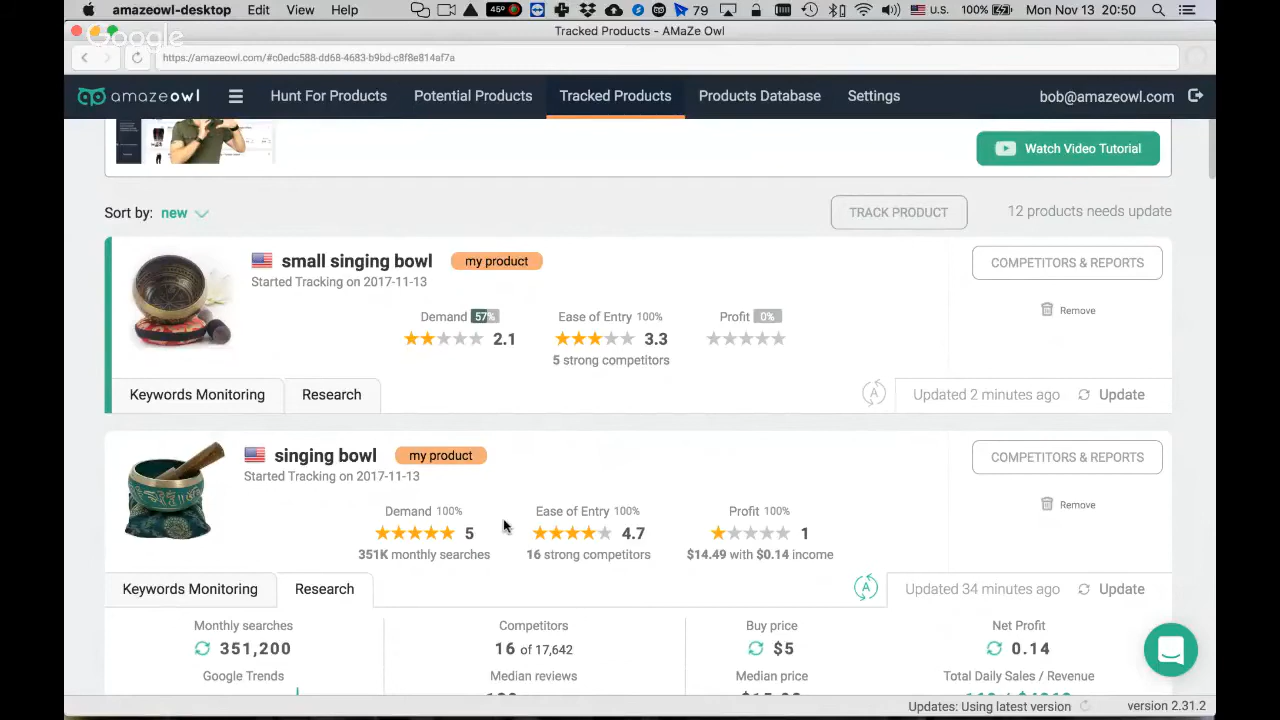 amazeowl-desktop Edit View Help 45° 79 U.S. 100% Mon Nov 13 20:50
Google
Tracked Products - AMaZe Owl
https://amazeowl.com/#c0edc588-dd68-4683-b9bd-c8f8e814af7a
amazeowl Hunt For Products Potential Products Tracked Products Products Database Settings bob@amazeowl.com
Watch Video Tutorial
Sort by: new TRACK PRODUCT 12 products needs update
small singing bowl my product COMPETITORS & REPORTS
Started Tracking on 2017-11-13
Remove
Demand 57% Ease of Entry 100% Profit 0%
2.1 3.3
5 strong competitors
Keywords Monitoring Research A Updated 2 minutes ago Update
singing bowl my product COMPETITORS & REPORTS
Started Tracking on 2017-11-13
Remove
Demand 100% Ease of Entry 100% Profit 100%
5 4.7 1
351K monthly searches 16 strong competitors $14.49 with $0.14 income
Keywords Monitoring Research A Updated 34 minutes ago Update
Monthly searches Competitors Buy price Net Profit
351,200 16 of 17,642 $5 0.14
Google Trends Median reviews Median price Total Daily Sales / Revenue
Updates: Using latest version version 2.31.2